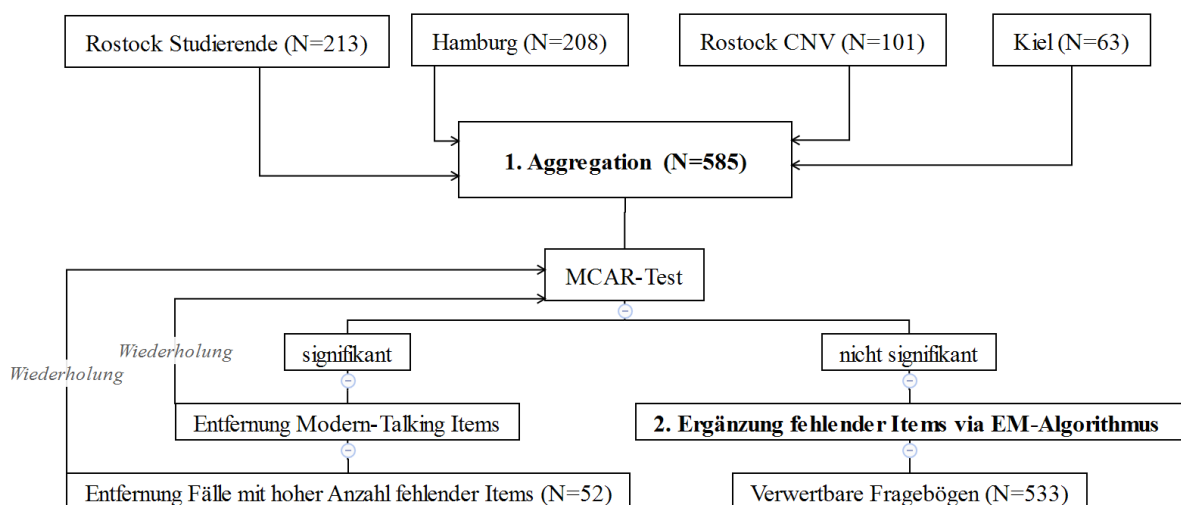 Rostock Studierende (N=213)
Hamburg (N=208)
Rostock CNV (N=101)
Kiel (N=63)
1. Aggregation (N=585)
MCAR-Test
Wiederholung
Wiederholung
signifikant
nicht signifikant
Entfernung Modern-Talking Items
2. Ergänzung fehlender Items via EM-Algorithmus
Entfernung Fälle mit hoher Anzahl fehlender Items (N=52)
Verwertbare Fragebögen (N=533)